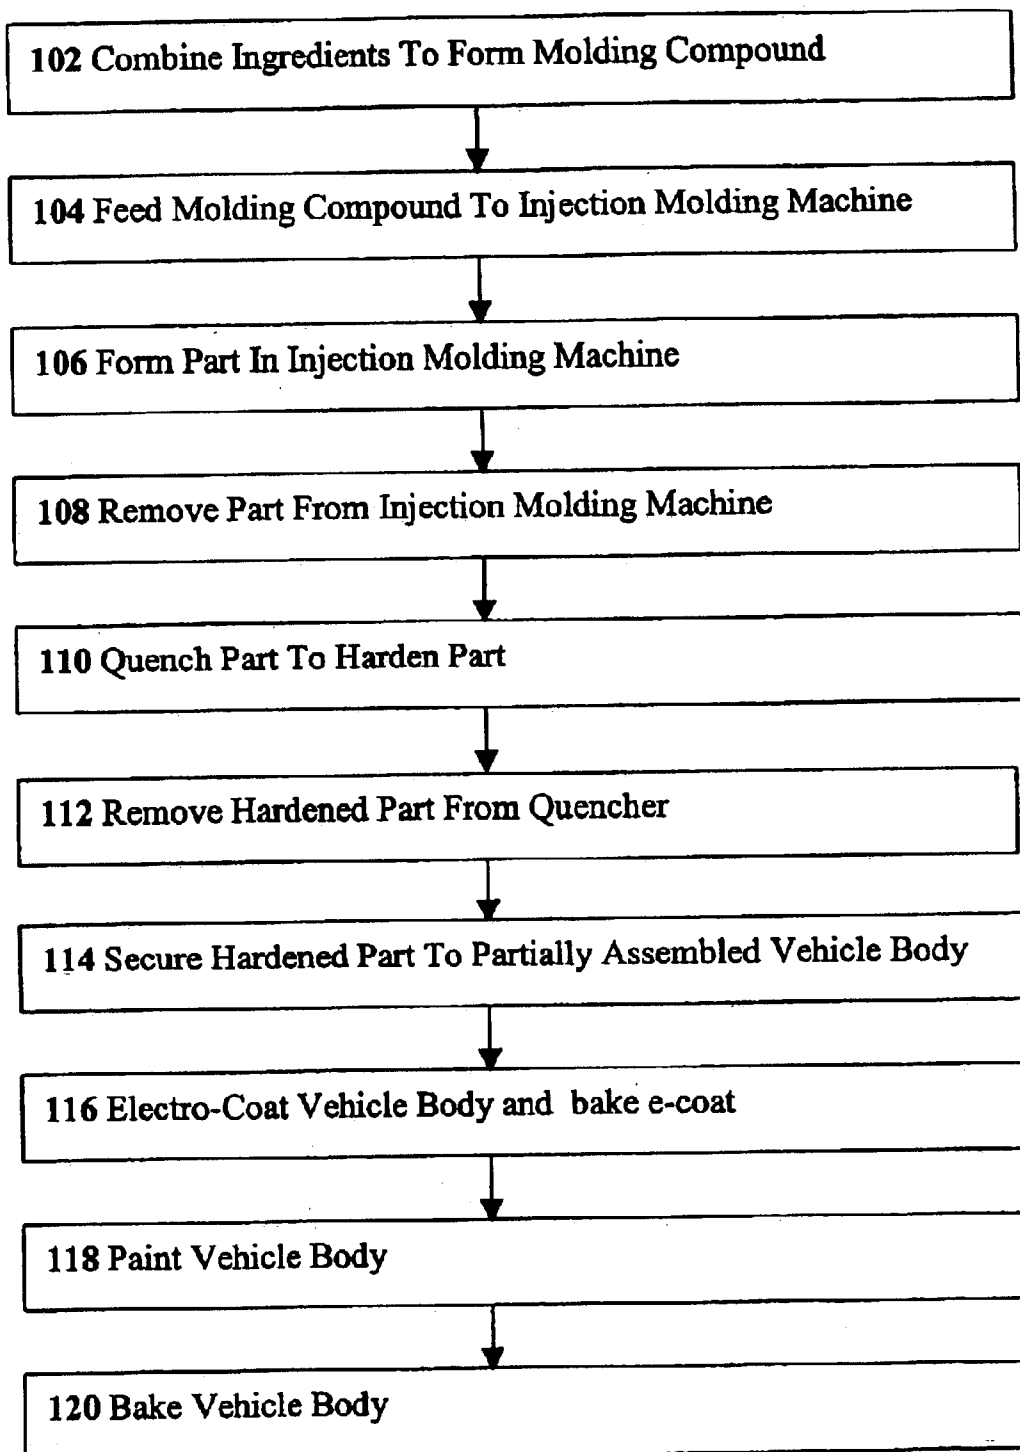 102 Combine Ingredients To Form Molding Compound
104 Feed Molding Compound To Injection Molding Machine
106 Form Part In Injection Molding Machine
108 Remove Part From Injection Molding Machine
110 Quench Part To Harden Part
112 Remove Hardened Part From Quencher
114 Secure Hardened Part To Partially Assembled Vehicle Body
116 Electro-Coat Vehicle Body and bake e-coat
118 Paint Vehicle Body
120 Bake Vehicle Body